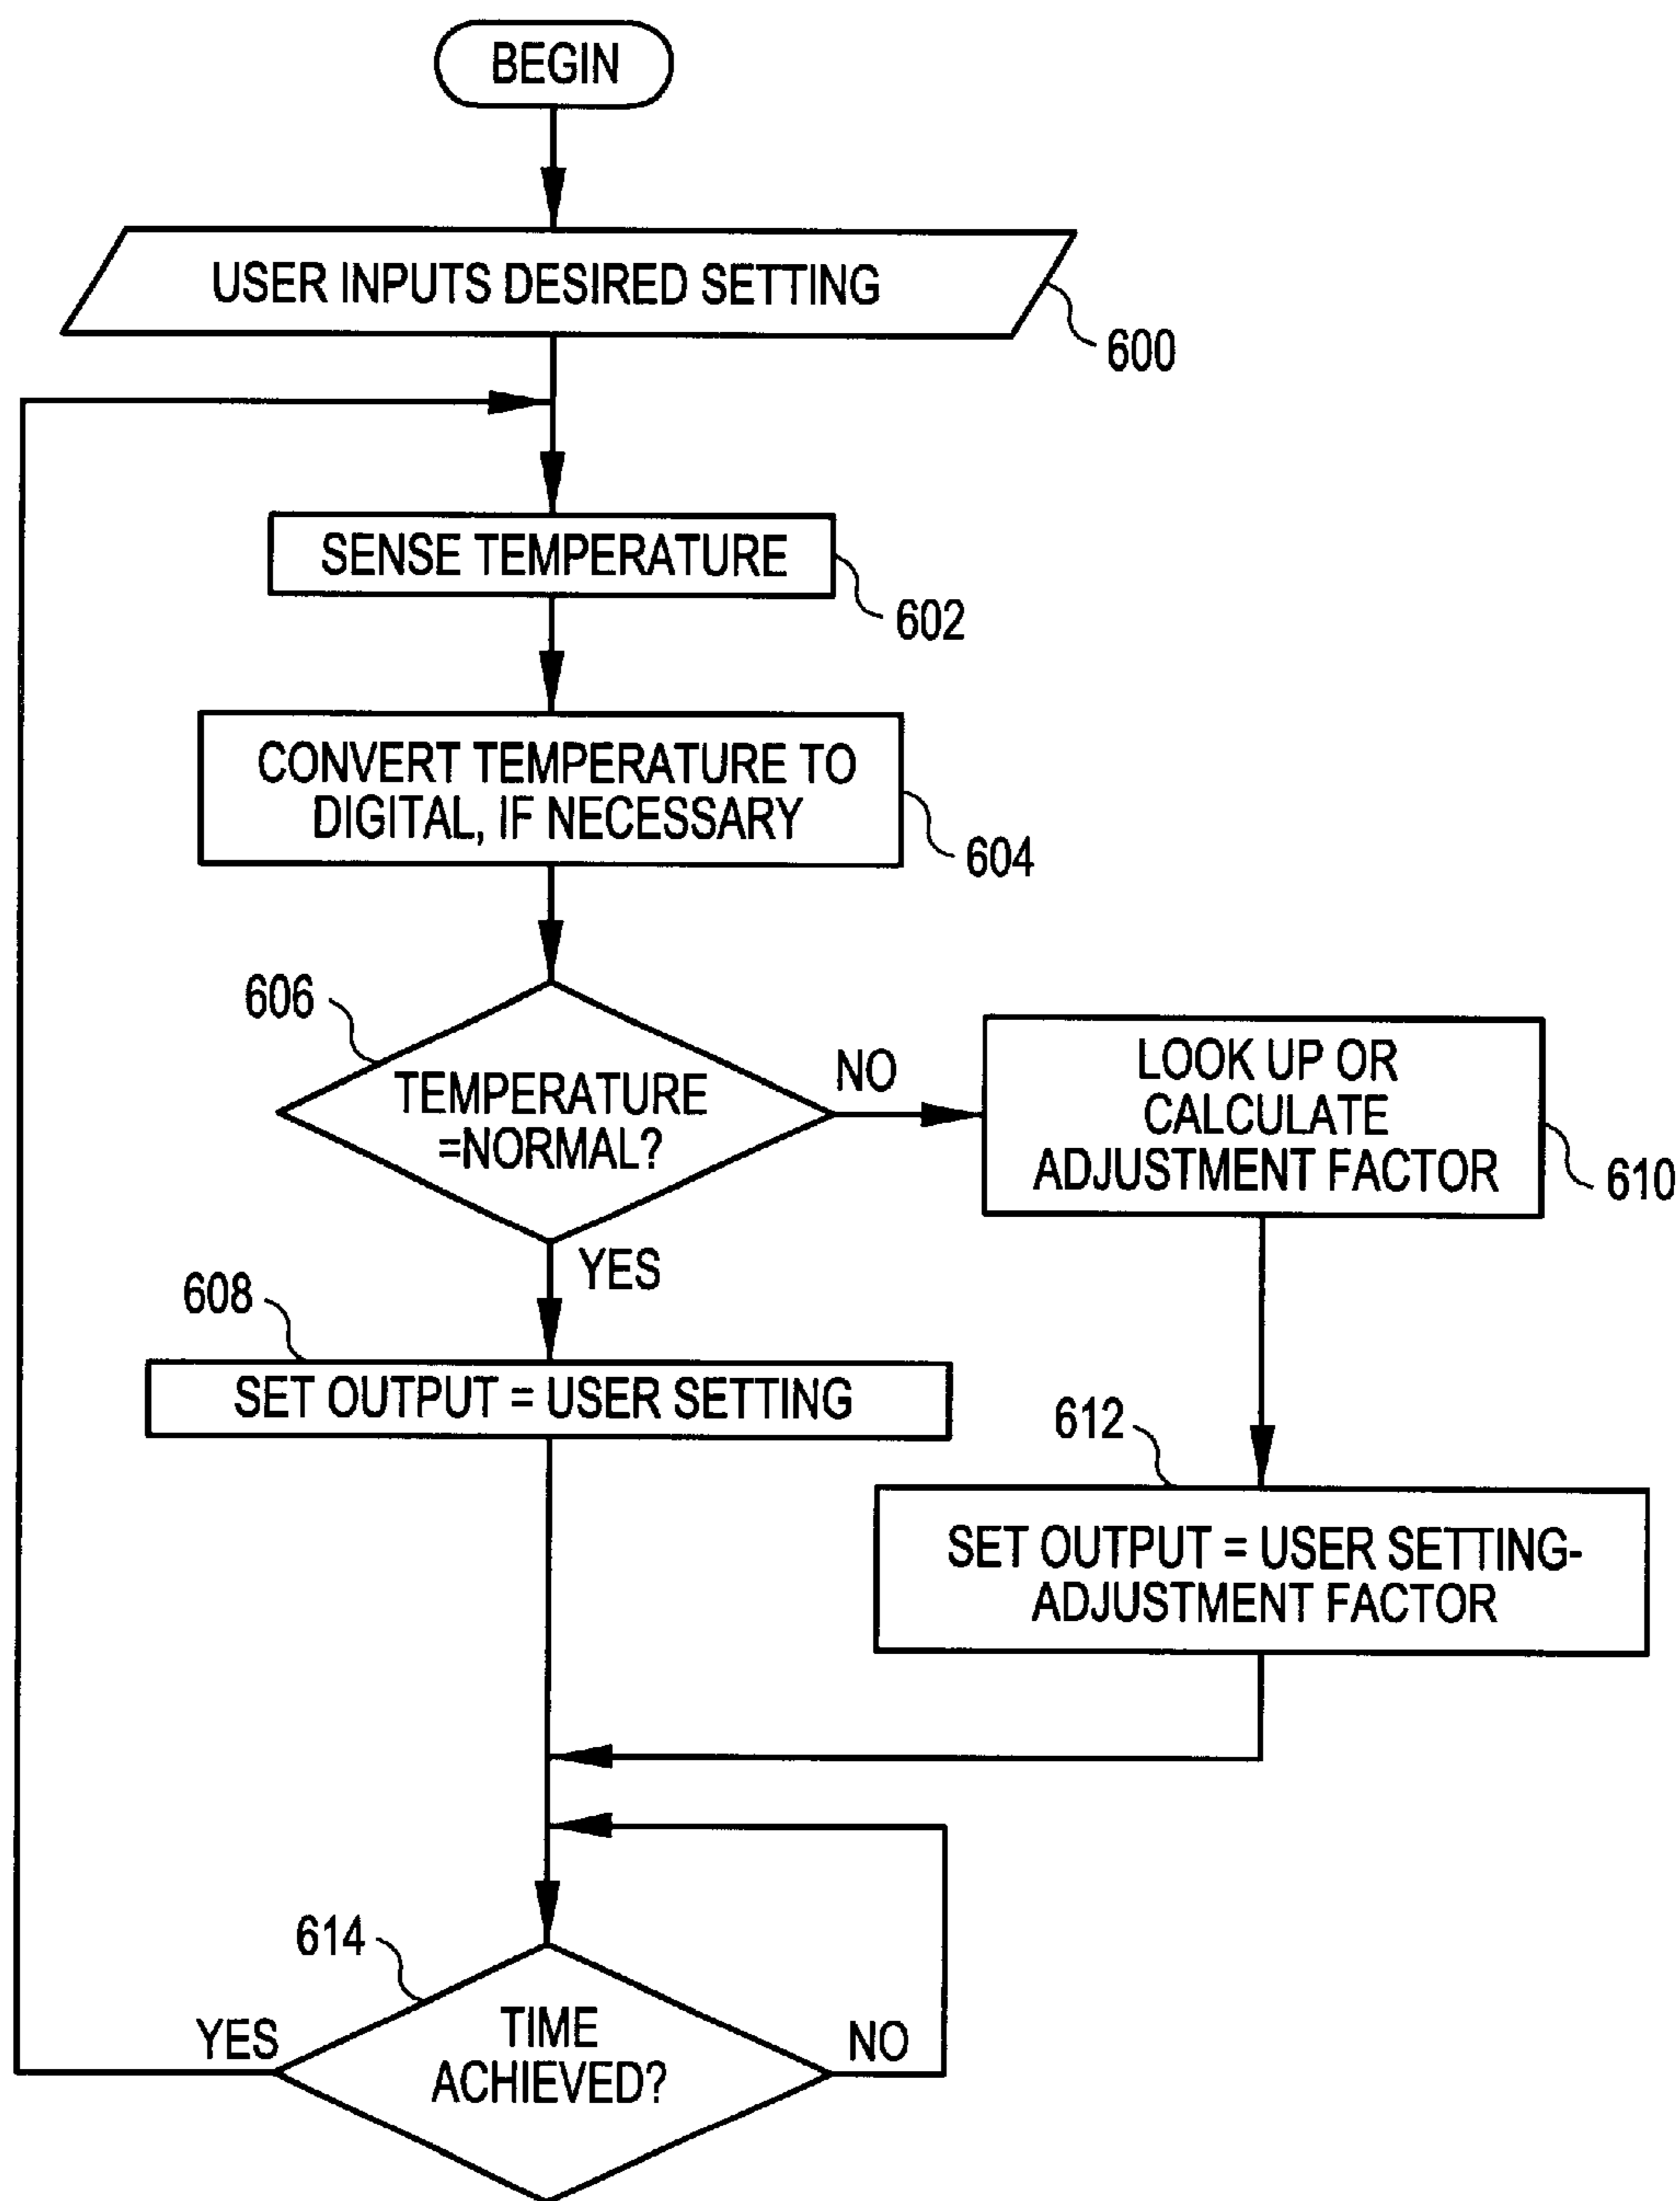 BEGIN
USER INPUTS DESIRED SETTING
600
SENSE TEMPERATURE
602
CONVERT TEMPERATURE TO
DIGITAL, IF NECESSARY
604
606
TEMPERATURE
=NORMAL?
NO
YES
LOOK UP OR
CALCULATE
ADJUSTMENT FACTOR
610
608
SET OUTPUT = USER SETTING
612
SET OUTPUT = USER SETTING-
ADJUSTMENT FACTOR
614
TIME
ACHIEVED?
YES
NO